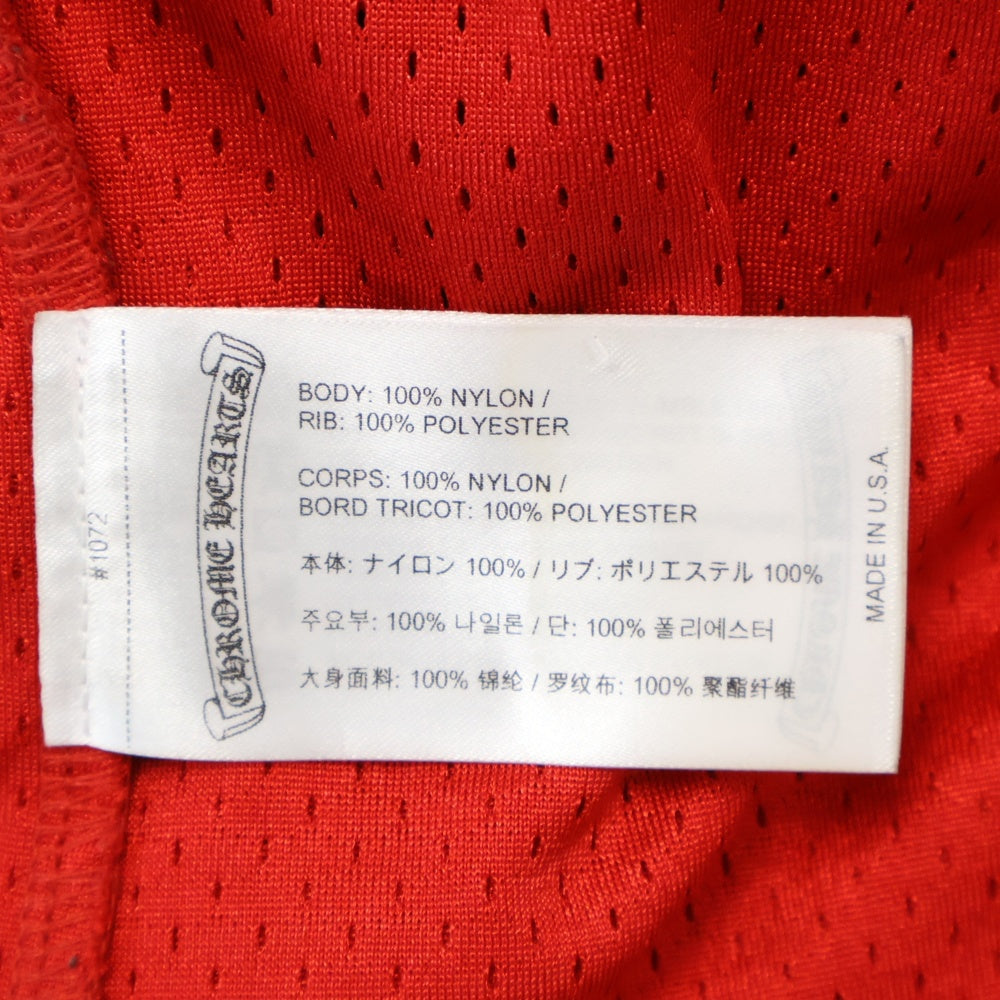 #1072
CHROME HEARTS
BODY: 100% NYLON /
RIB: 100% POLYESTER
CORPS: 100% NYLON /
BORD TRICOT: 100% POLYESTER
本体: ナイロン 100% / リブ: ポリエステル 100%
주요부: 100% 나일론 / 단: 100% 폴리에스터
大身面料: 100% 锦纶 / 罗纹布: 100% 聚酯纤维
MADE IN U.S.A.